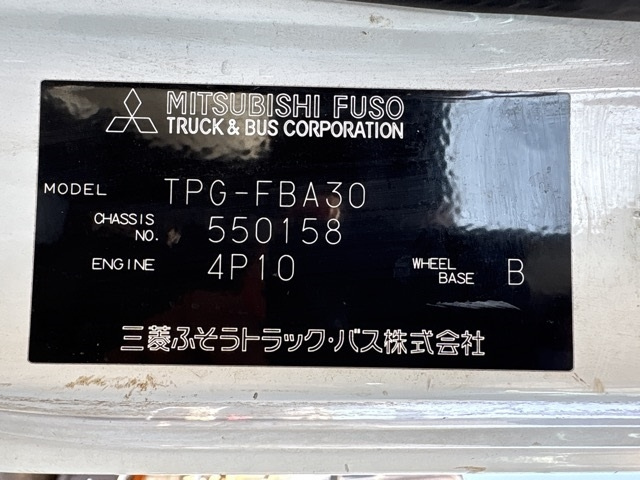 MITSUBISHI FUSO
TRUCK & BUS CORPORATION
MODEL TPG-FBA30
CHASSIS NO. 550158
ENGINE 4P10 WHEEL BASE B
三菱ふそうトラック・バス株式会社